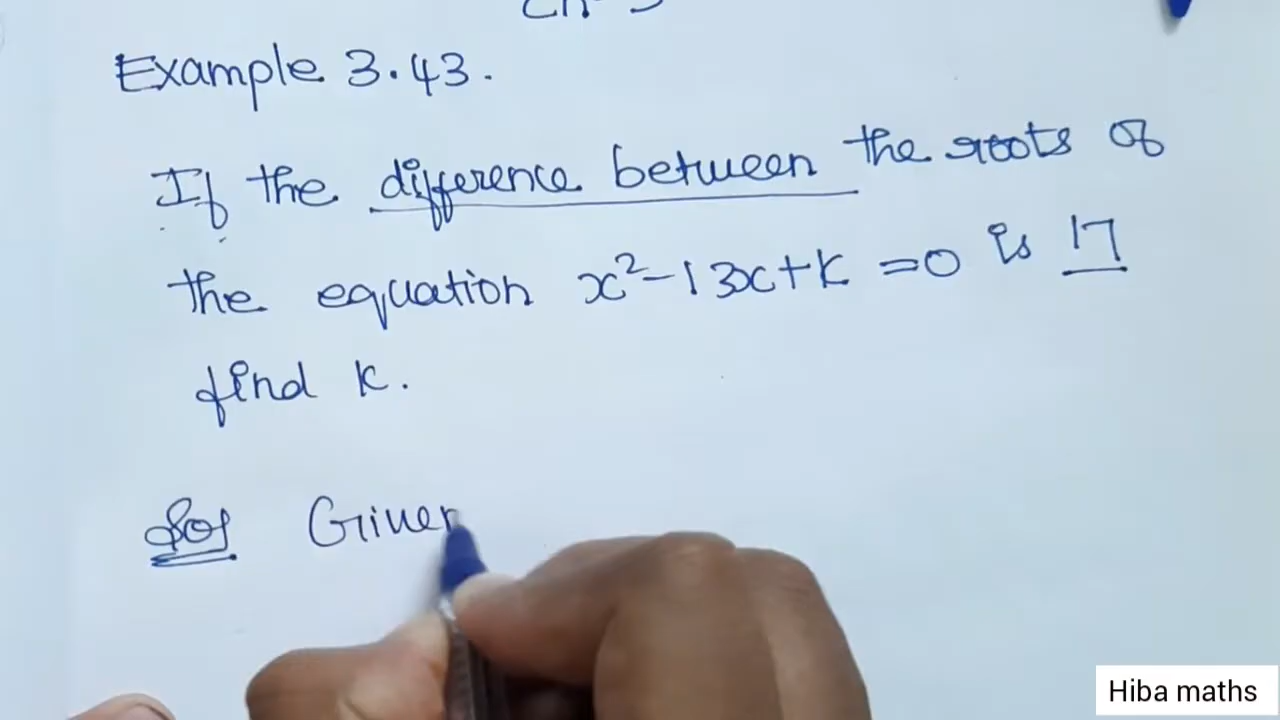 Example 3.43.
If the difference between the roots of
the equation x²-13x+k=0 is 17
find k.
Sol Given
Hiba maths